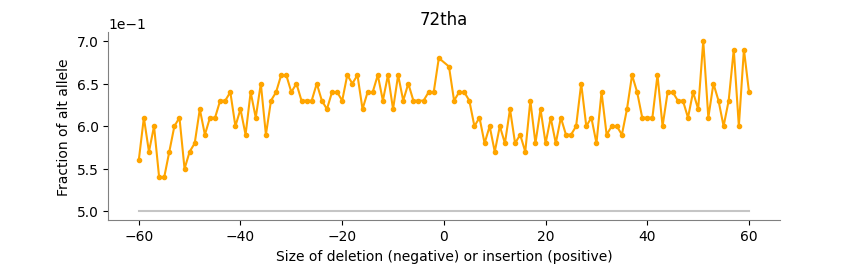 72tha
1e−1
7.0
6.5
6.0
5.5
5.0
Fraction of alt allele
−60 −40 −20 0 20 40 60
Size of deletion (negative) or insertion (positive)